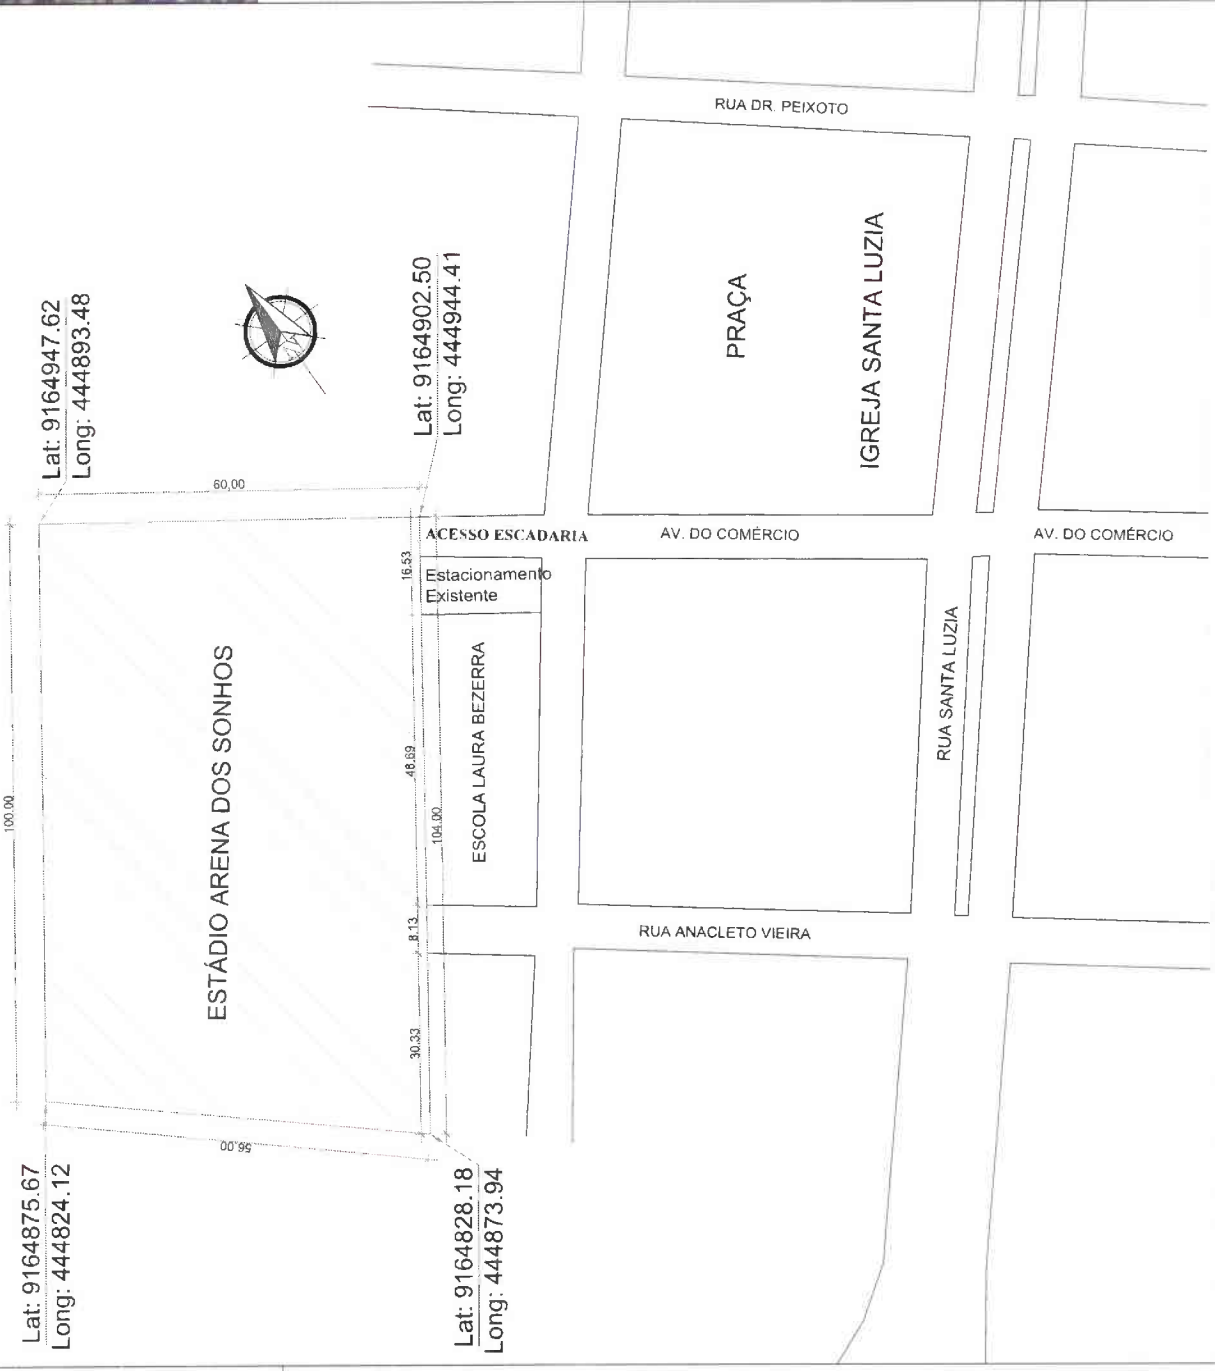 RUA DR. PEIXOTO
Lat: 9164947.62
Long: 444893.48
Lat: 9164902.50
Long: 444944.41
PRAÇA
IGREJA SANTA LUZIA
60,00
100.00
ESTÁDIO ARENA DOS SONHOS
ACESSO ESCADARIA
AV. DO COMÉRCIO
AV. DO COMÉRCIO
16.53
Estacionamento
Existente
48.69
104.00
ESCOLA LAURA BEZERRA
RUA SANTA LUZIA
8.13
RUA ANACLETO VIEIRA
30.33
Lat: 9164875.67
Long: 444824.12
Lat: 9164828.18
Long: 444873.94